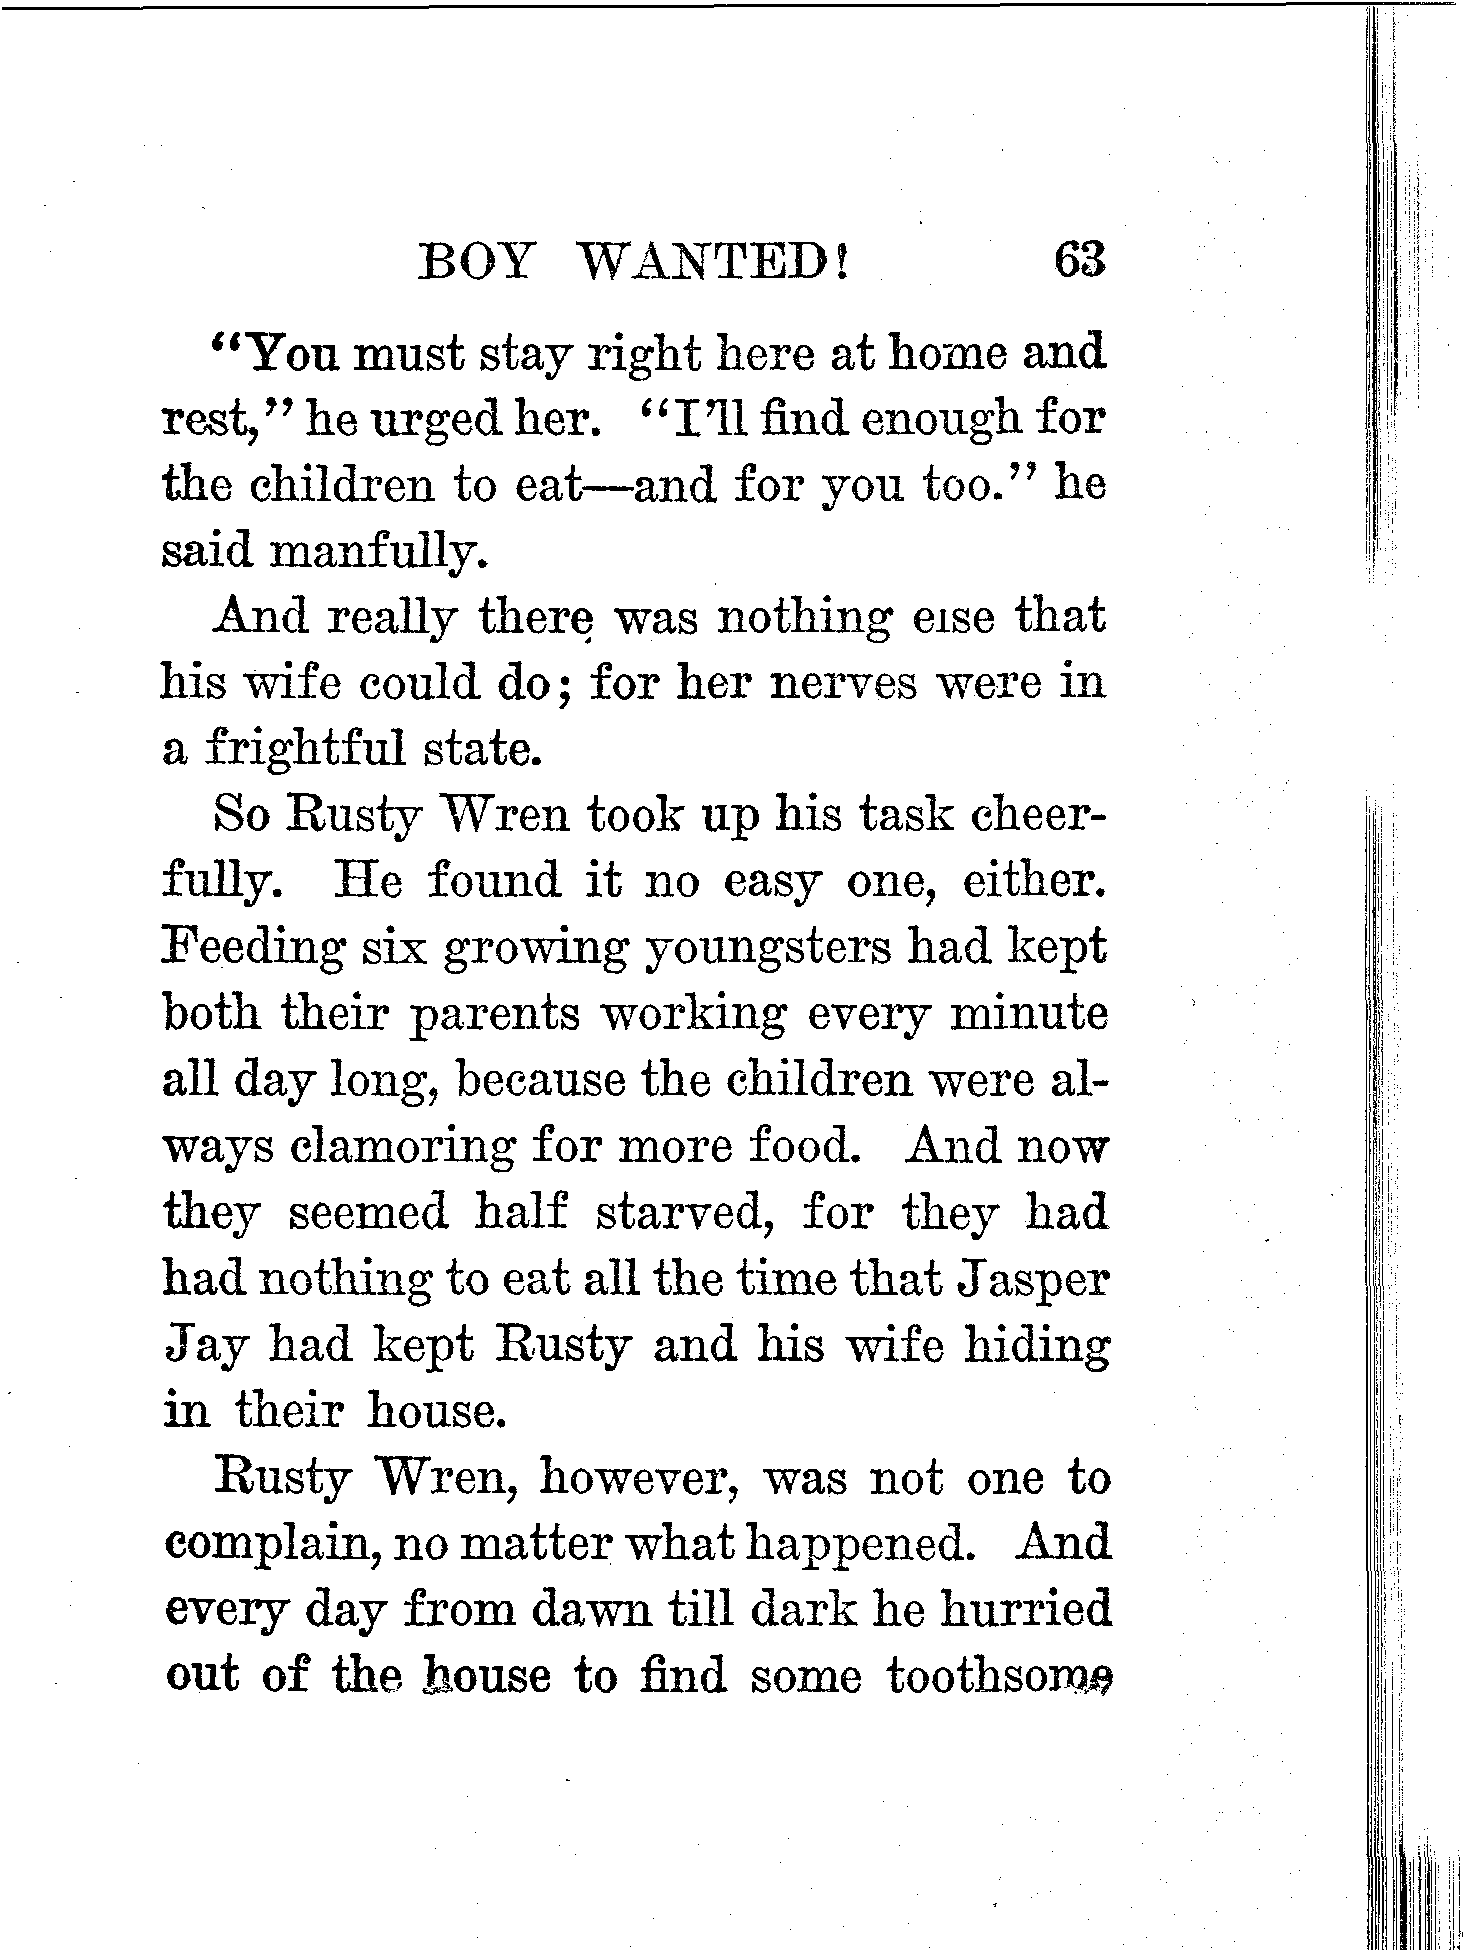 BOY WANTED! 63
“You must stay right here at home and
rest,” he urged her. “I’ll find enough for
the children to eat—and for you too.” he
said manfully.
And really there was nothing else that
his wife could do; for her nerves were in
a frightful state.
So Rusty Wren took up his task cheer-
fully. He found it no easy one, either.
Feeding six growing youngsters had kept
both their parents working every minute
all day long, because the children were al-
ways clamoring for more food. And now
they seemed half starved, for they had
had nothing to eat all the time that Jasper
Jay had kept Rusty and his wife hiding
in their house.
Rusty Wren, however, was not one to
complain, no matter what happened. And
every day from dawn till dark he hurried
out of the house to find some toothsome